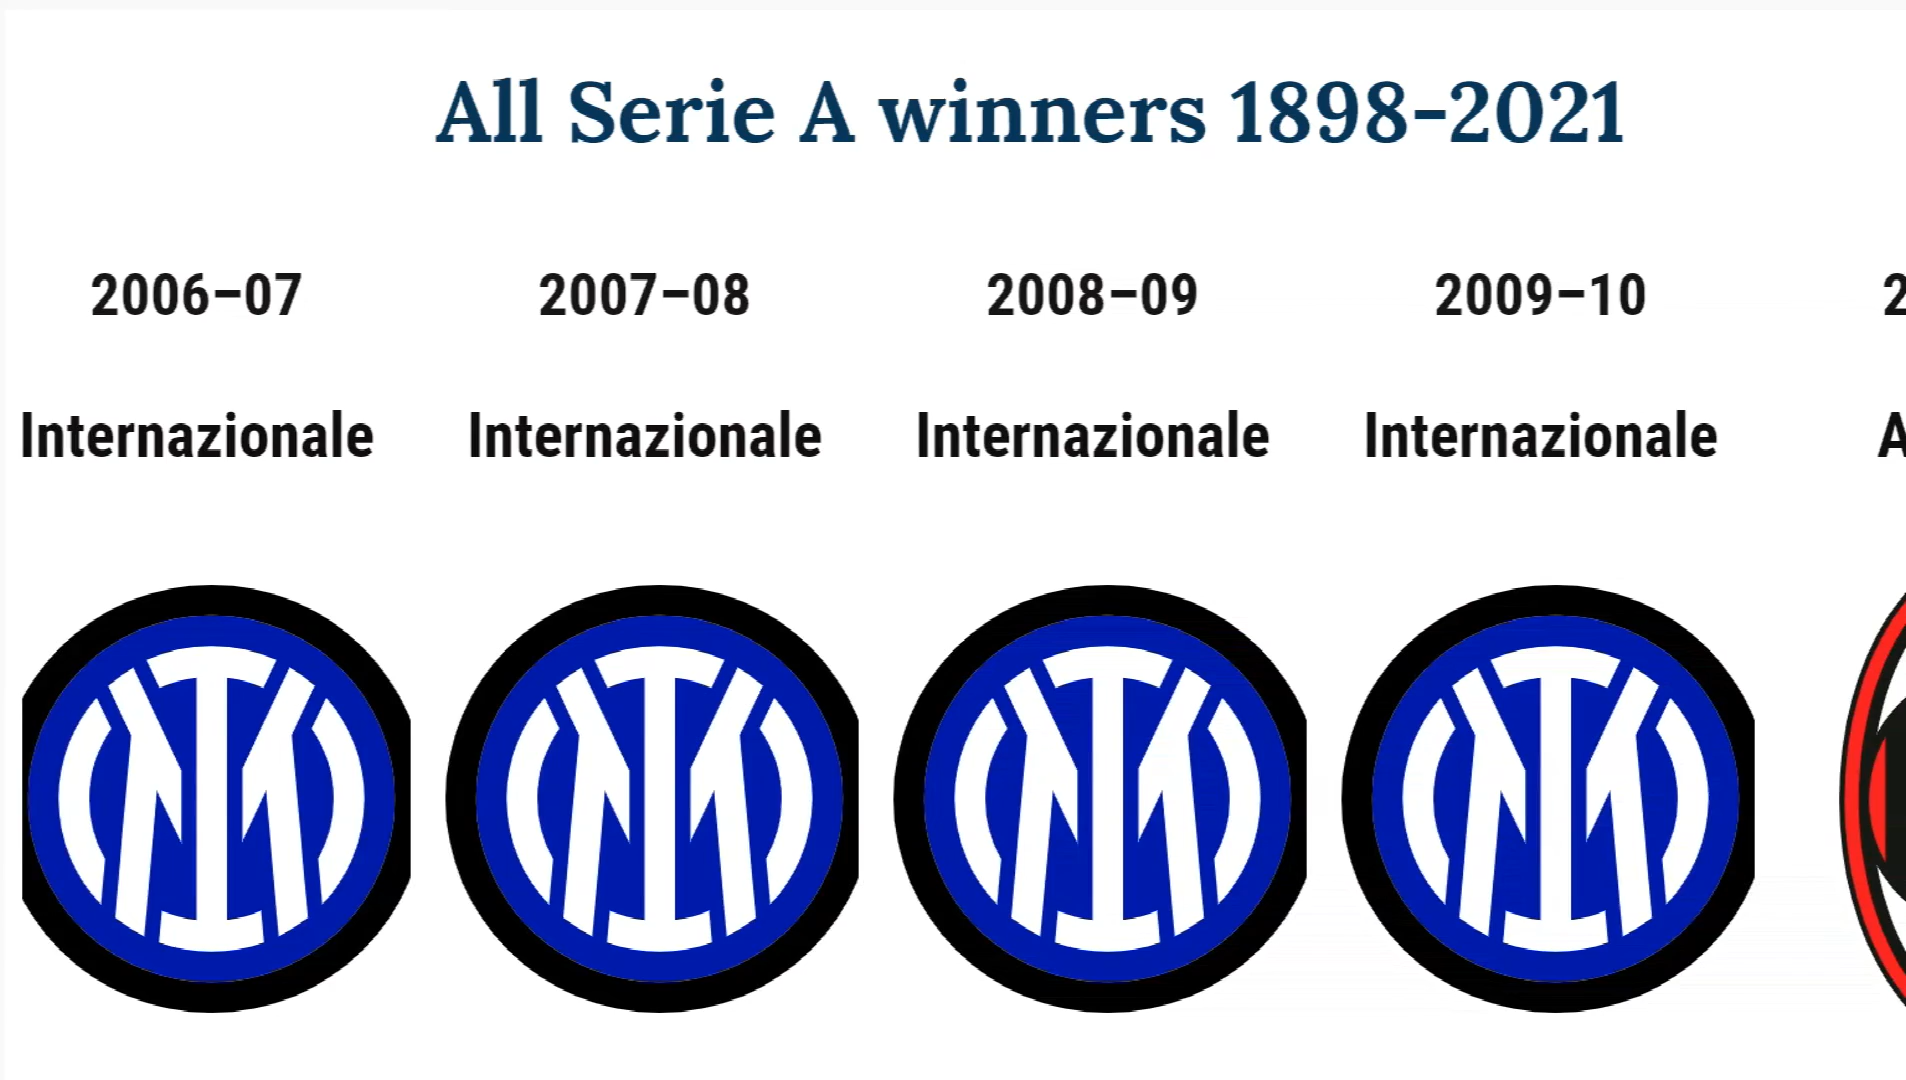 All Serie A winners 1898-2021
2006–07 2007–08 2008–09 2009–10
Internazionale Internazionale Internazionale Internazionale